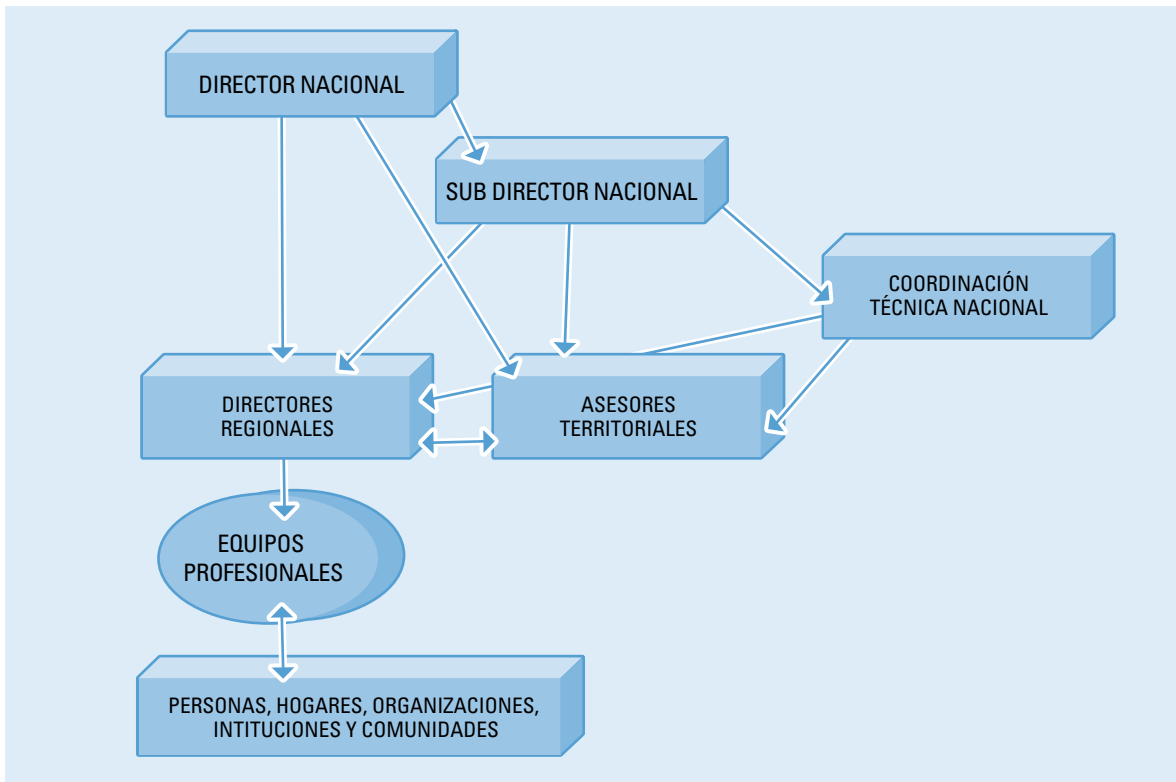 DIRECTOR NACIONAL
SUB DIRECTOR NACIONAL
COORDINACIÓN
TÉCNICA NACIONAL
DIRECTORES
REGIONALES
ASESORES
TERRITORIALES
EQUIPOS
PROFESIONALES
PERSONAS, HOGARES, ORGANIZACIONES,
INTITUCIONES Y COMUNIDADES